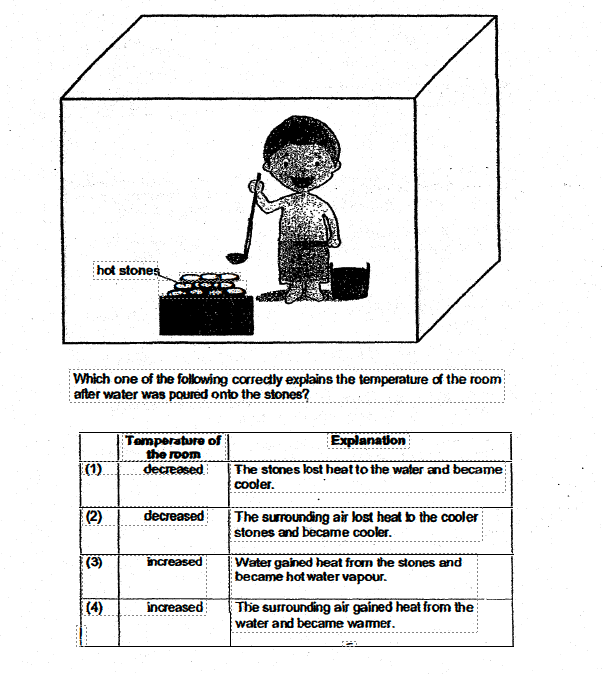 hot stones
Which one of the following correctly explains the temperature of the room
after water was poured onto the stones?
Temperature of
the room
Explanation
(1) decreased The stones lost heat to the water and became
cooler.
(2) decreased The surrounding air lost heat to the cooler
stones and became cooler.
(3) increased Water gained heat from the stones and
became hot water vapour.
(4) increased The surrounding air gained heat from the
water and became warmer.